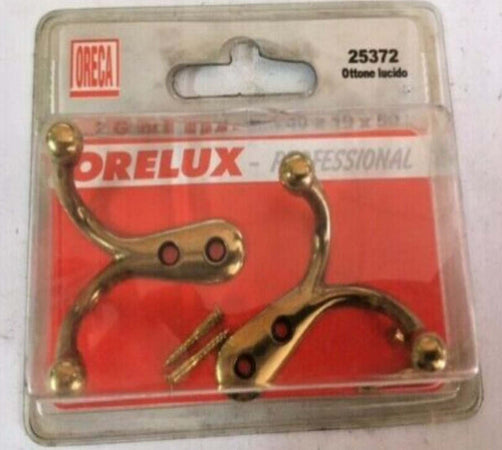 ORECA
25372
Ottone lucido
ORELUX - PROFESSIONAL